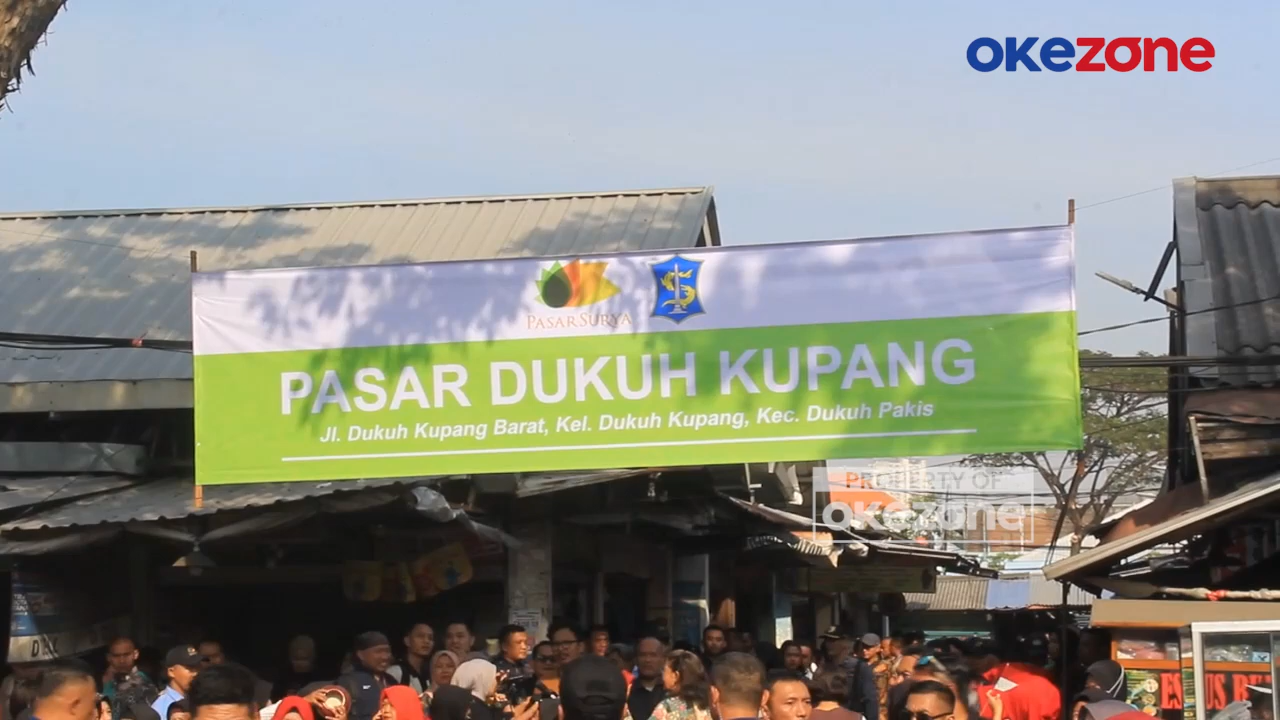 okezone
PASARSURYA
PASAR DUKUH KUPANG
Jl. Dukuh Kupang Barat, Kel. Dukuh Kupang, Kec. Dukuh Pakis
PROPERTY OF
okezone